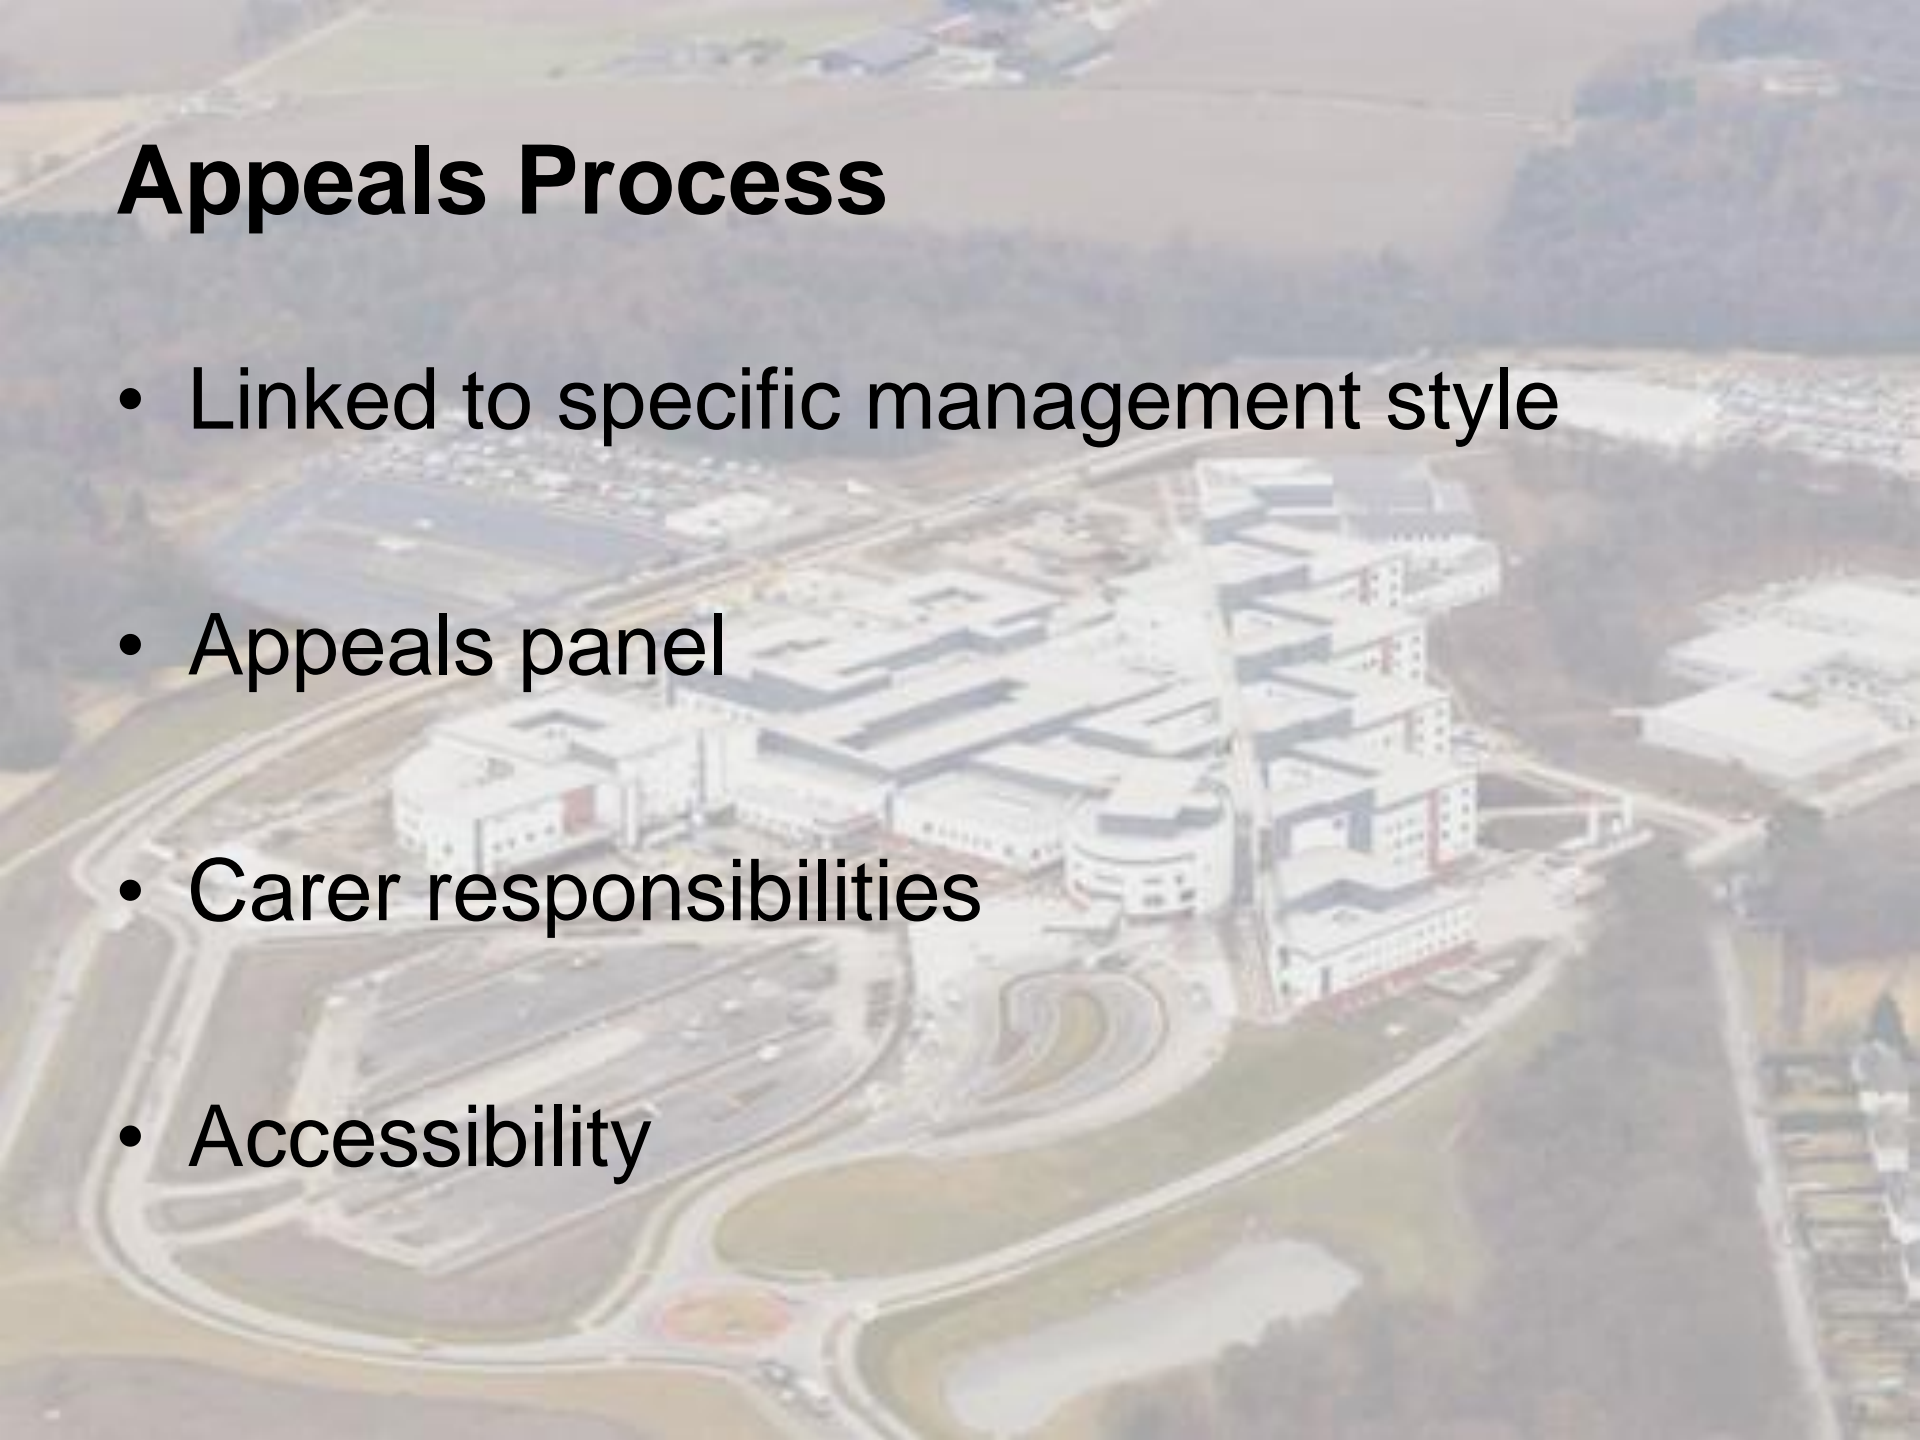 Appeals Process
• Linked to specific management style
• Appeals panel
• Carer responsibilities
• Accessibility